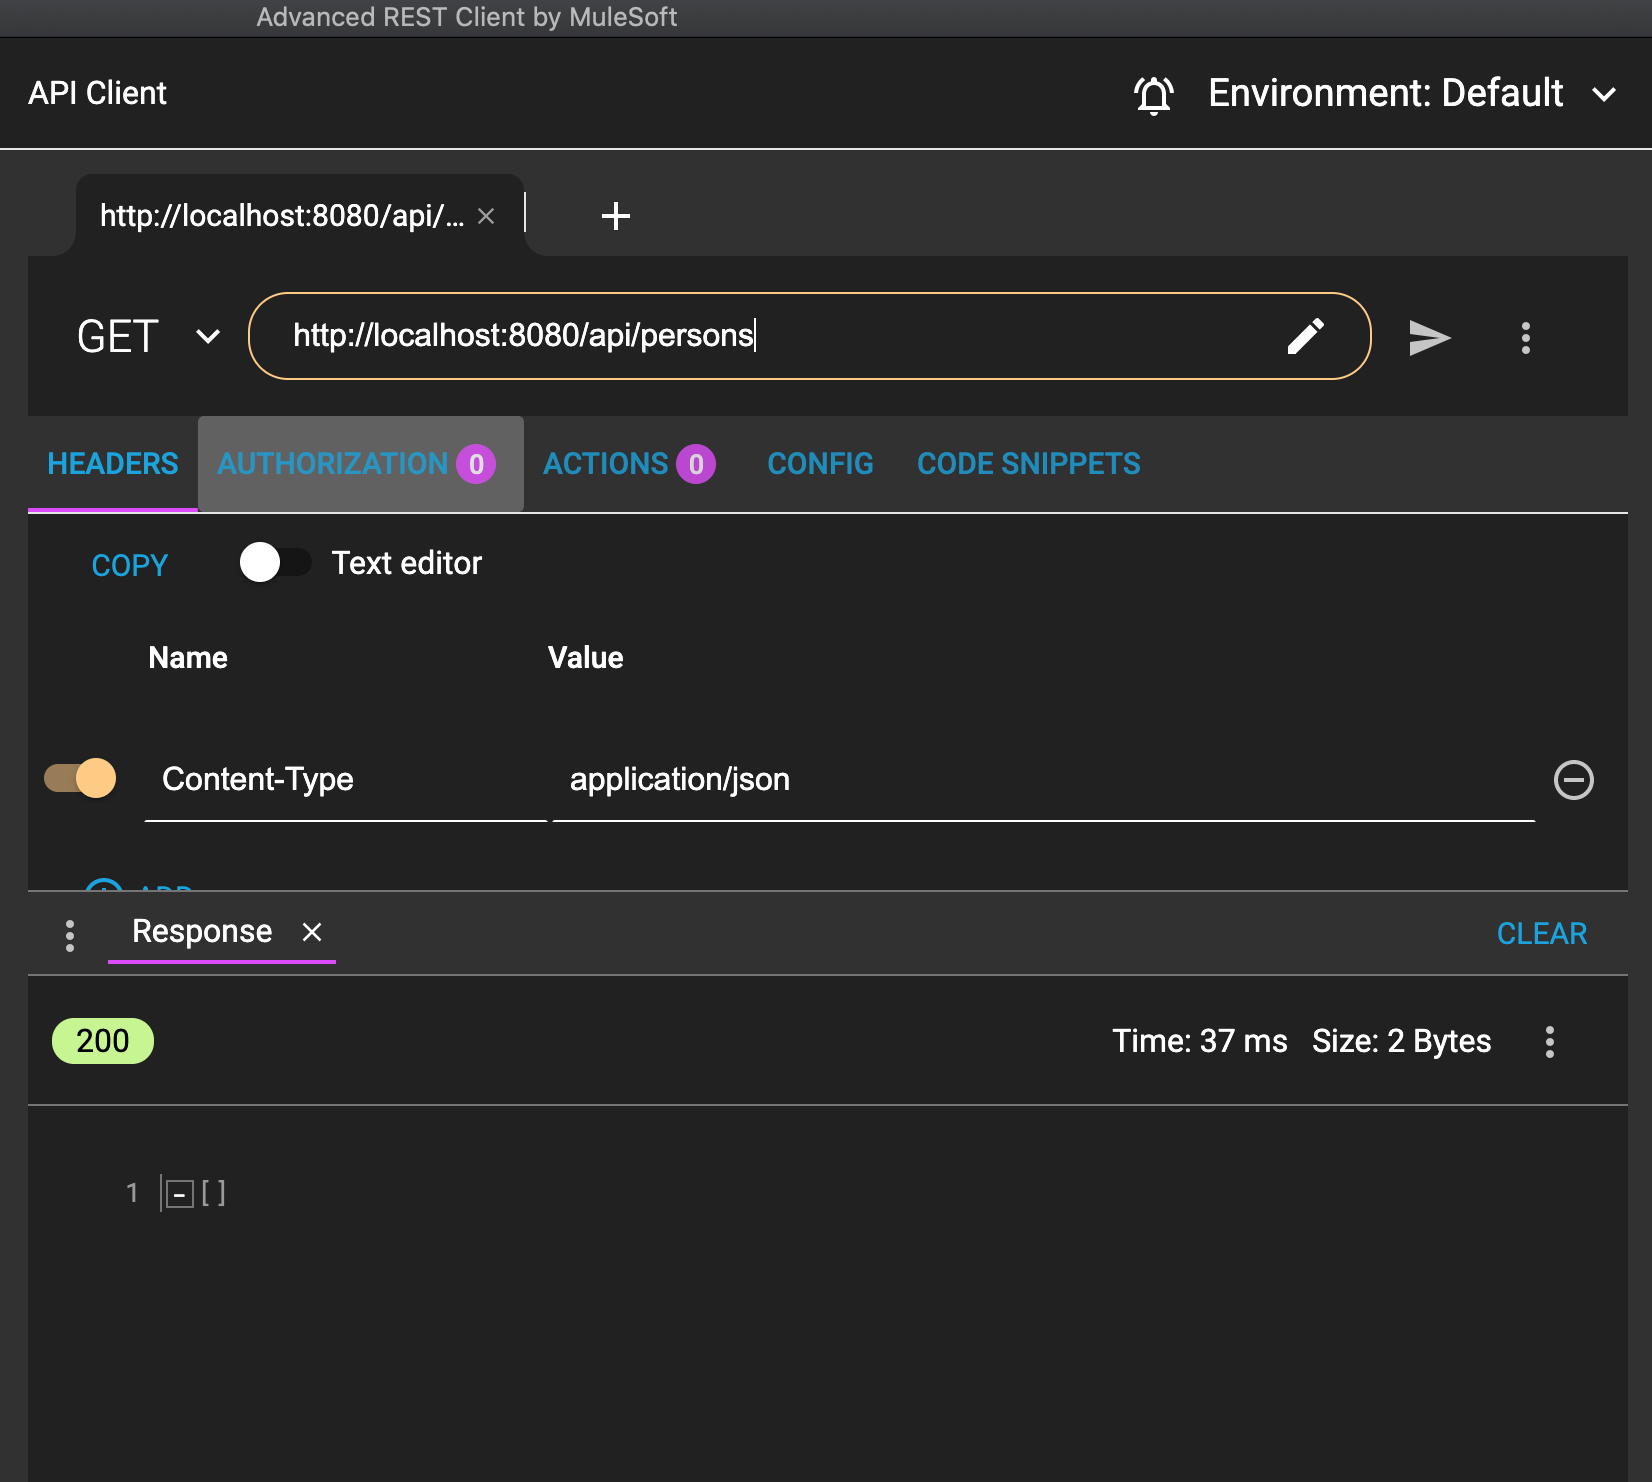 Advanced REST Client by MuleSoft
API Client
Environment: Default
http://localhost:8080/api/...
GET
http://localhost:8080/api/persons
HEADERS AUTHORIZATION 0 ACTIONS 0 CONFIG CODE SNIPPETS
COPY Text editor
Name Value
Content-Type application/json
ADD
Response CLEAR
200 Time: 37 ms Size: 2 Bytes
1 - [ ]